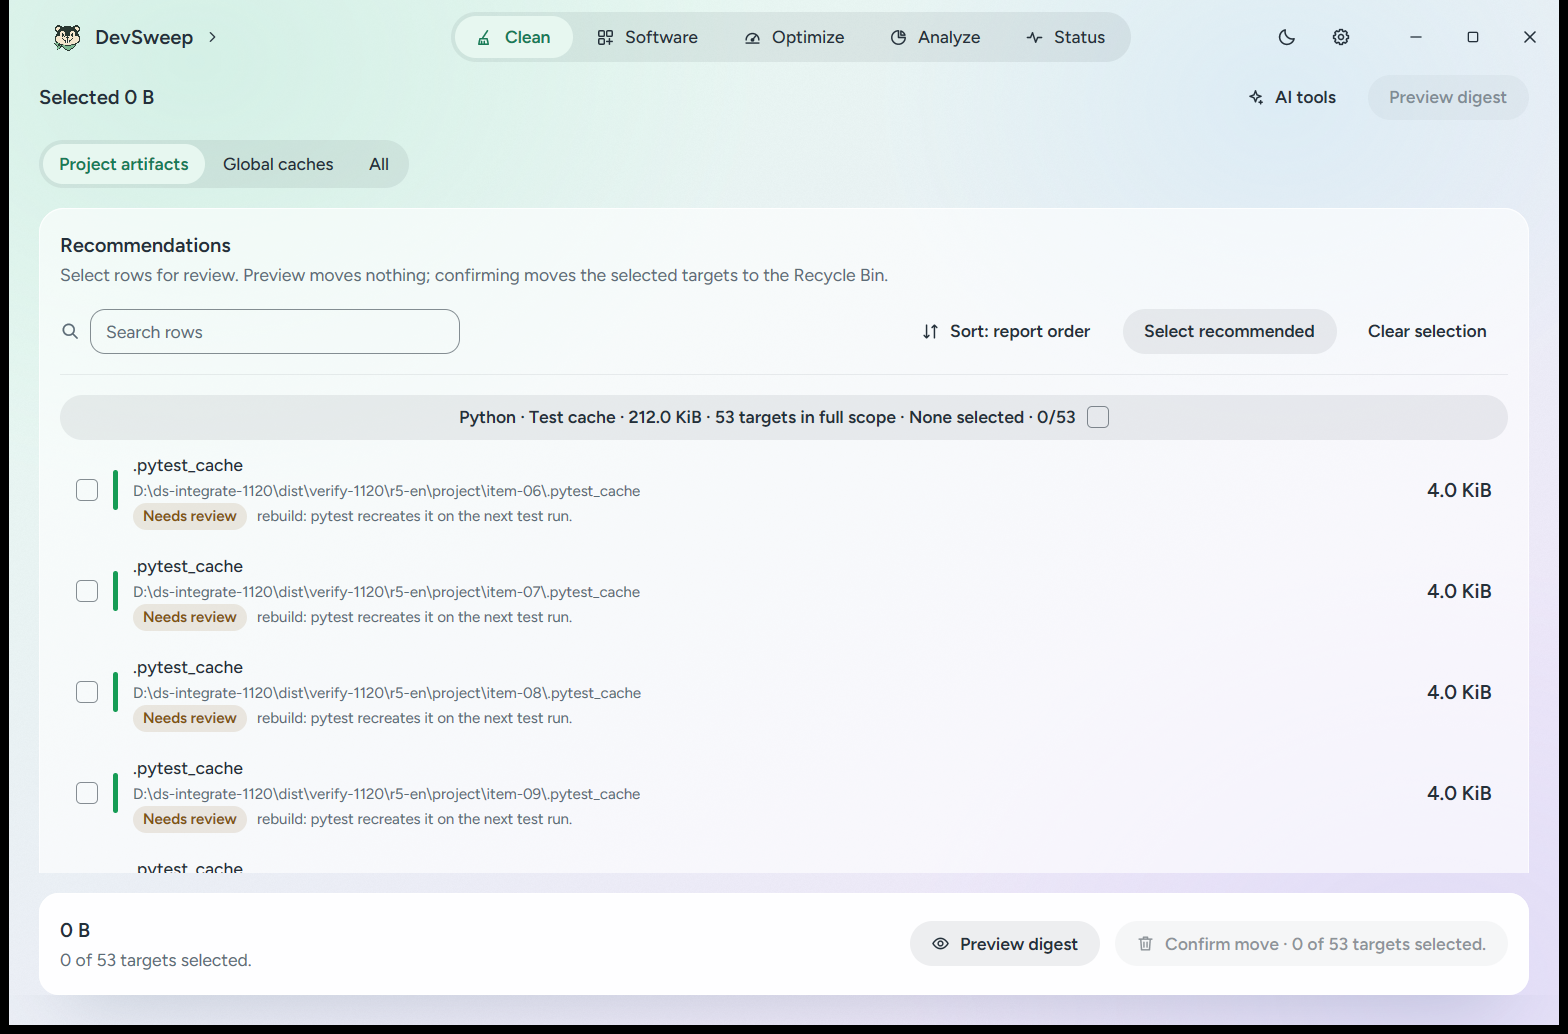 DevSweep
Clean
Software
Optimize
Analyze
Status
Selected 0 B
AI tools
Preview digest
Project artifacts
Global caches
All
Recommendations
Select rows for review. Preview moves nothing; confirming moves the selected targets to the Recycle Bin.
Search rows
Sort: report order
Select recommended
Clear selection
Python · Test cache · 212.0 KiB · 53 targets in full scope · None selected · 0/53
.pytest_cache
D:\ds-integrate-1120\dist\verify-1120\r5-en\project\item-06\.pytest_cache
4.0 KiB
Needs review rebuild: pytest recreates it on the next test run.
.pytest_cache
D:\ds-integrate-1120\dist\verify-1120\r5-en\project\item-07\.pytest_cache
4.0 KiB
Needs review rebuild: pytest recreates it on the next test run.
.pytest_cache
D:\ds-integrate-1120\dist\verify-1120\r5-en\project\item-08\.pytest_cache
4.0 KiB
Needs review rebuild: pytest recreates it on the next test run.
.pytest_cache
D:\ds-integrate-1120\dist\verify-1120\r5-en\project\item-09\.pytest_cache
4.0 KiB
Needs review rebuild: pytest recreates it on the next test run.
.pytest_cache
0 B
0 of 53 targets selected.
Preview digest
Confirm move · 0 of 53 targets selected.